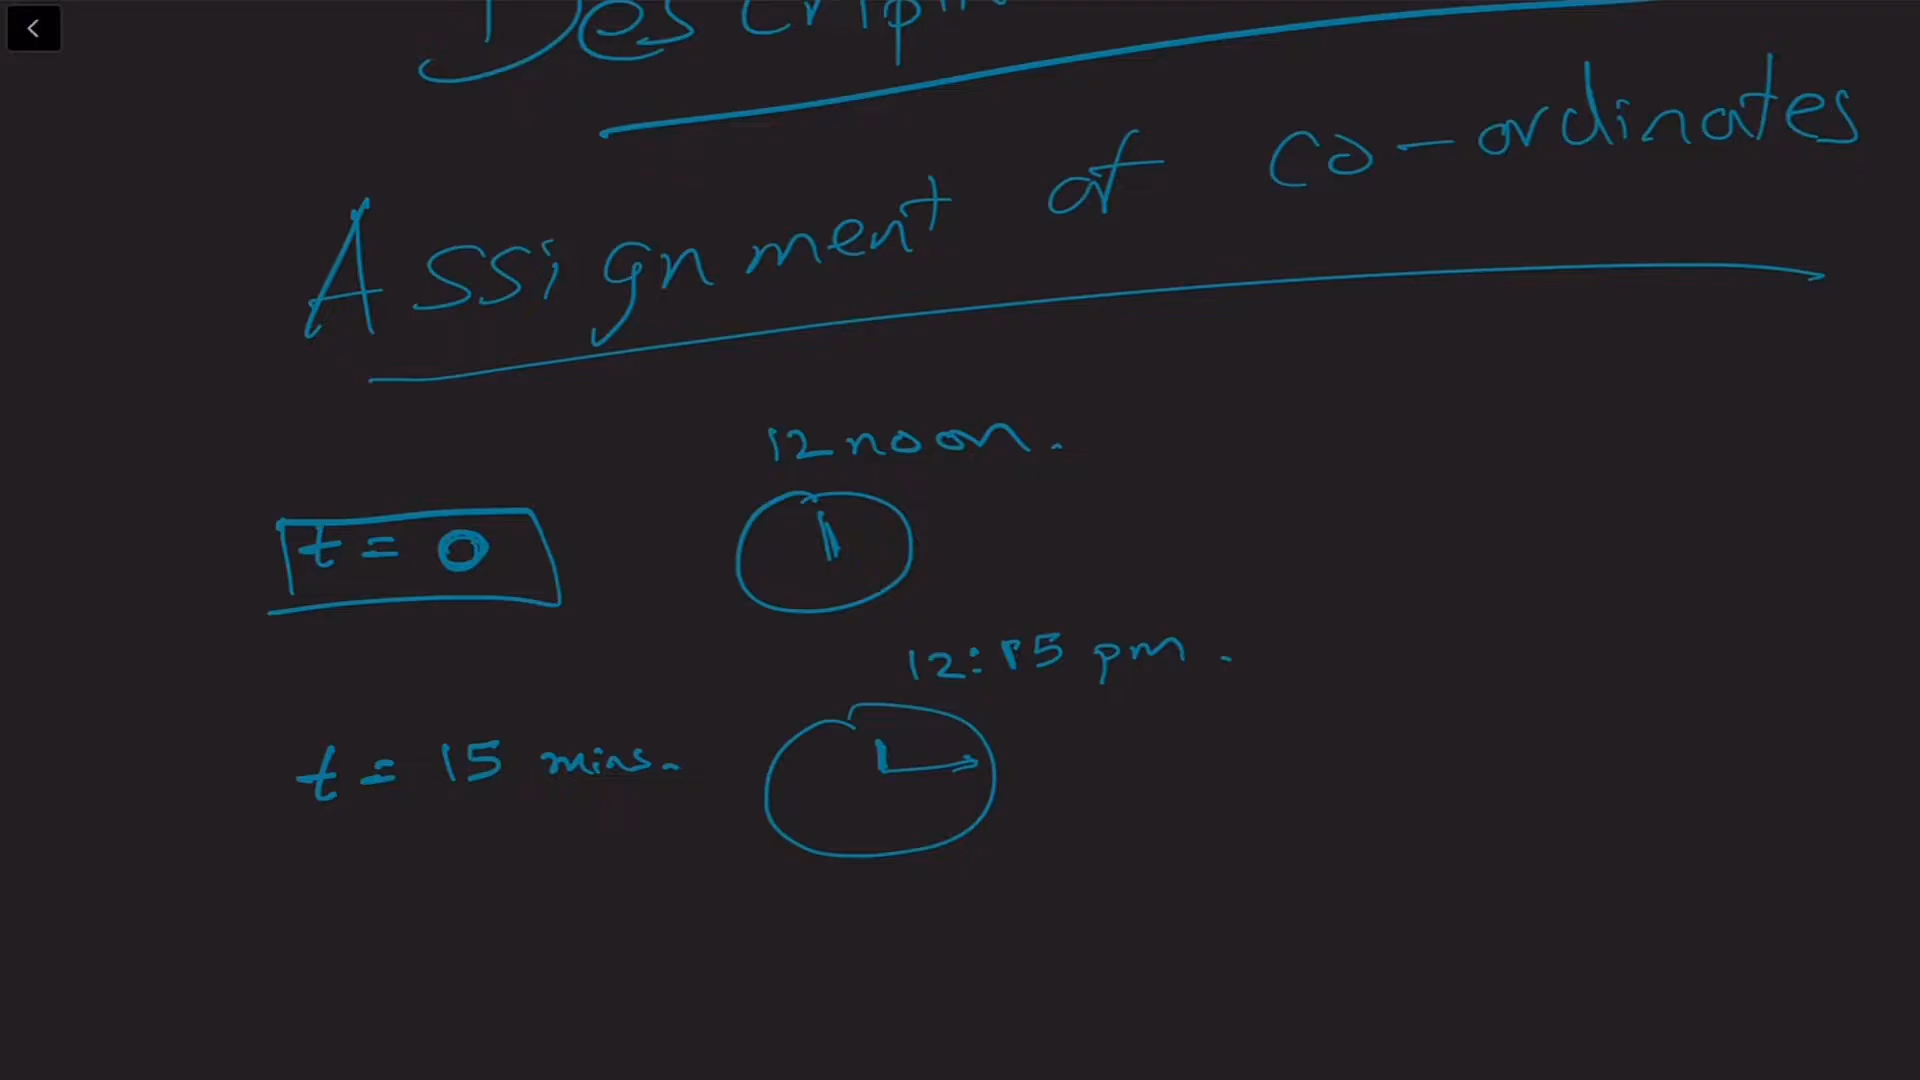 Assignment of co-ordinates
12 noon.
t = 0
12:15 pm.
t = 15 mins.